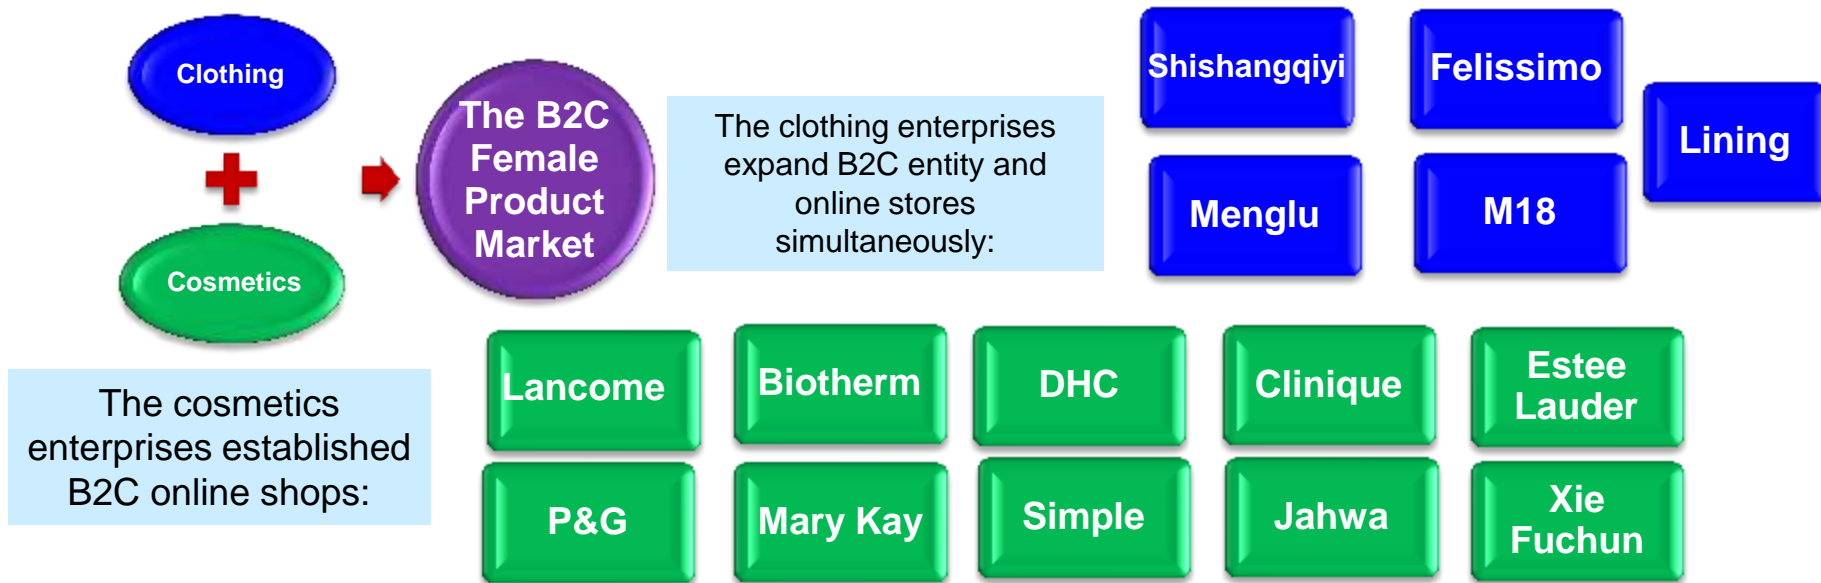 Clothing
Cosmetics
The B2C
Female
Product
Market
The clothing enterprises
expand B2C entity and
online stores
simultaneously:
Shishangqiyi
Felissimo
Lining
Menglu
M18
The cosmetics
enterprises established
B2C online shops:
Lancome
Biotherm
DHC
Clinique
Estee
Lauder
P&G
Mary Kay
Simple
Jahwa
Xie
Fuchun